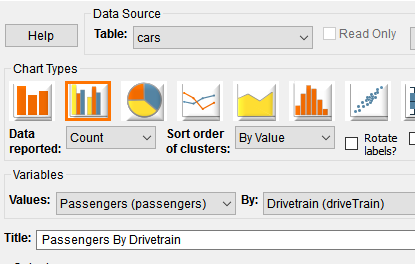 Data Source
Help
Table: cars
Read Only
Chart Types
Data reported: Count
Sort order of clusters: By Value
Rotate labels?
Variables
Values: Passengers (passengers)
By: Drivetrain (driveTrain)
Title: Passengers By Drivetrain